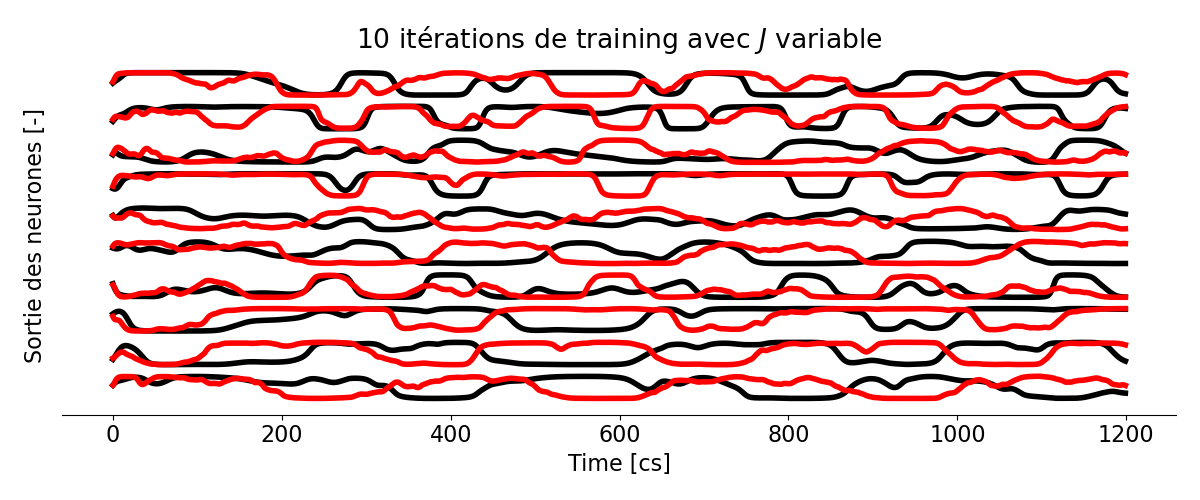 10 itérations de training avec J variable
Sortie des neurones [-]
0 200 400 600 800 1000 1200
Time [cs]